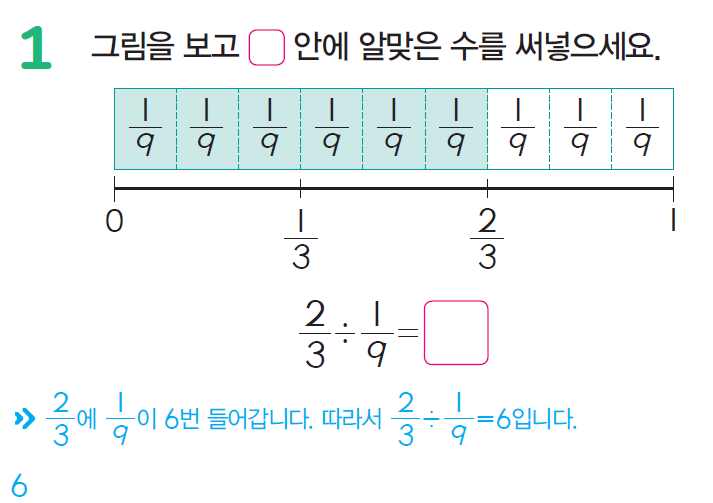 1 그림을 보고 □ 안에 알맞은 수를 써넣으세요.
1/9 1/9 1/9 1/9 1/9 1/9 1/9 1/9 1/9
0 1/3 2/3 1
2/3 ÷ 1/9 = □
» 2/3에 1/9이 6번 들어갑니다. 따라서 2/3÷1/9=6입니다.
6